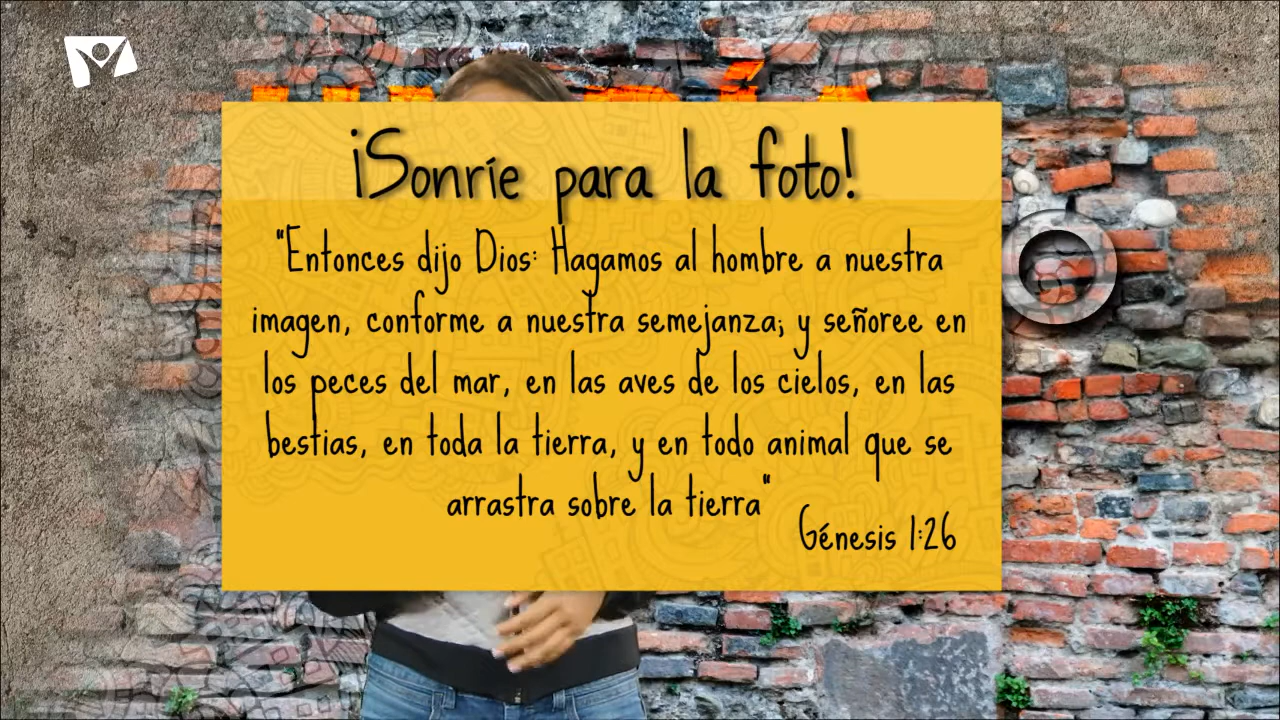 ¡Sonríe para la foto!
"Entonces dijo Dios: Hagamos al hombre a nuestra
imagen, conforme a nuestra semejanza; y señoree en
los peces del mar, en las aves de los cielos, en las
bestias, en toda la tierra, y en todo animal que se
arrastra sobre la tierra"
Génesis 1:26